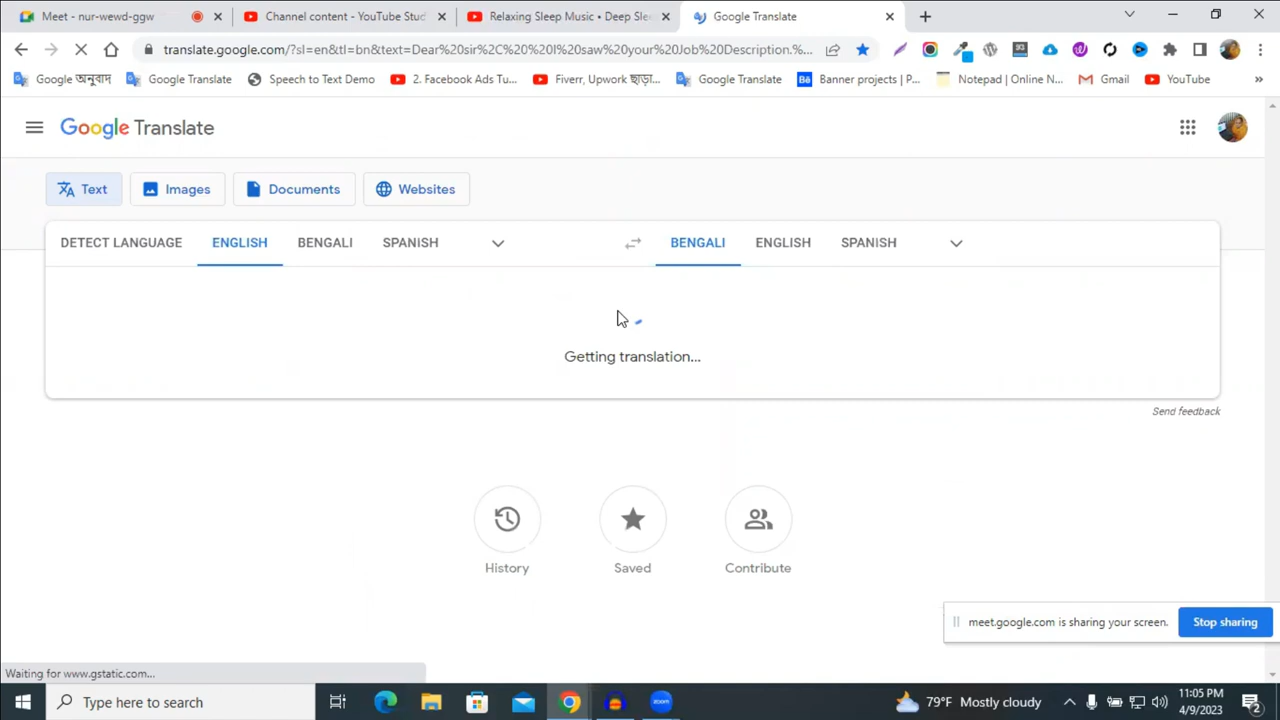 Meet - nur-wewd-ggw
Channel content - YouTube Stud
Relaxing Sleep Music • Deep Sle
Google Translate
translate.google.com/?sl=en&tl=bn&text=Dear%20sir%2C%20%20I%20saw%20your%20Job%20Description.%...
Google অনুবাদ
Google Translate
Speech to Text Demo
2. Facebook Ads Tu...
Fiverr, Upwork ছাড়া...
Google Translate
Bē Banner projects | P...
Notepad | Online N...
Gmail
YouTube
»
Google Translate
Text
Images
Documents
Websites
DETECT LANGUAGE
ENGLISH
BENGALI
SPANISH
BENGALI
ENGLISH
SPANISH
Getting translation...
Send feedback
History
Saved
Contribute
meet.google.com is sharing your screen.
Stop sharing
Waiting for www.gstatic.com...
Type here to search
zoom
79°F Mostly cloudy
11:05 PM
4/9/2023
2